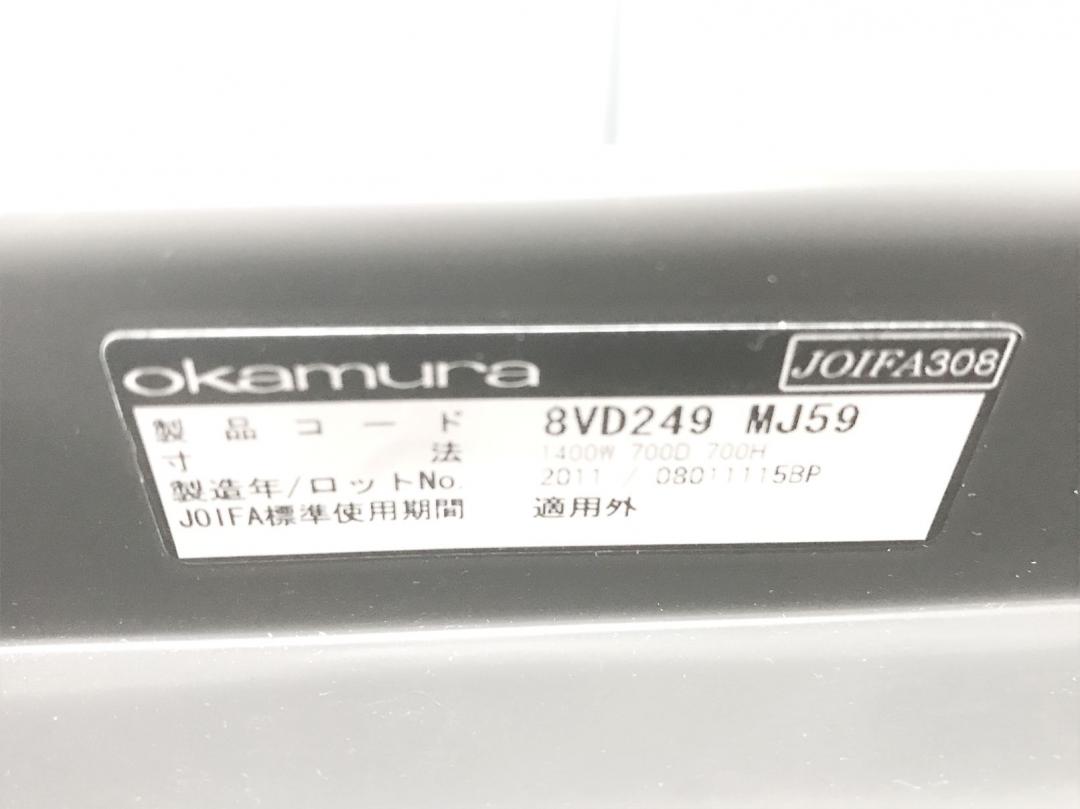 okamura JOIFA308
製品コード 8VD249 MJ59
寸法 1400W 700D 700H
製造年/ロットNo. 2011 / 08011115BP
JOIFA標準使用期間 適用外